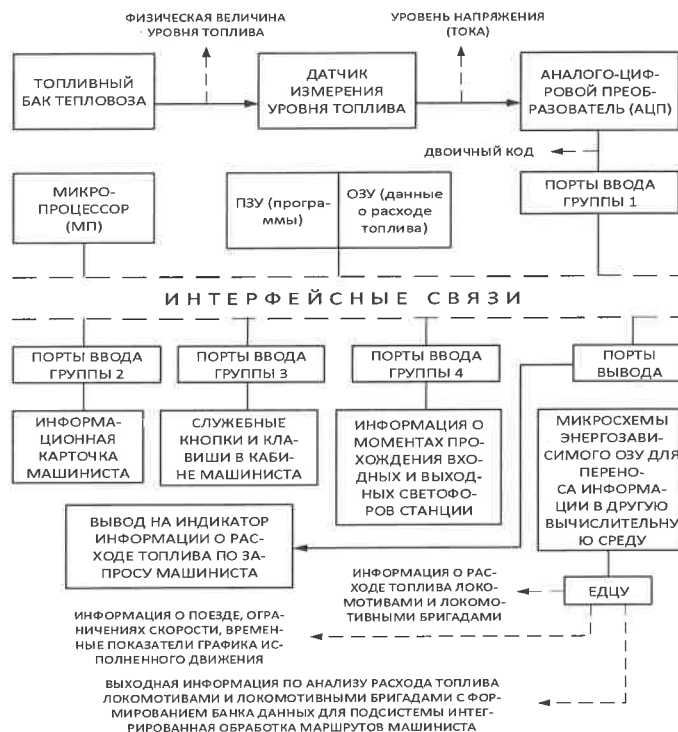 ФИЗИЧЕСКАЯ ВЕЛИЧИНА
УРОВНЯ ТОПЛИВА
УРОВЕНЬ НАПРЯЖЕНИЯ
(ТОКА)
ТОПЛИВНЫЙ
БАК ТЕПЛОВОЗА
ДАТЧИК
ИЗМЕРЕНИЯ
УРОВНЯ ТОПЛИВА
АНАЛОГО-ЦИФ-
РОВОЙ ПРЕОБ-
РАЗОВАТЕЛЬ (АЦП)
ДВОИЧНЫЙ КОД
МИКРО-
ПРОЦЕССОР
(МП)
ПЗУ (програм-
мы)
ОЗУ (данные
о расходе
топлива)
ПОРТЫ ВВОДА
ГРУППЫ 1
ИНТЕРФЕЙСНЫЕ СВЯЗИ
ПОРТЫ ВВОДА
ГРУППЫ 2
ПОРТЫ ВВОДА
ГРУППЫ 3
ПОРТЫ ВВОДА
ГРУППЫ 4
ПОРТЫ
ВЫВОДА
ИНФОРМА-
ЦИОННАЯ
КАРТОЧКА
МАШИНИСТА
СЛУЖЕБНЫЕ
КНОПКИ И КЛА-
ВИШИ В КАБИ-
НЕ МАШИНИСТА
ИНФОРМАЦИЯ О
МОМЕНТАХ ПРО-
ХОЖДЕНИЯ ВХОД-
НЫХ И ВЫХОД-
НЫХ СВЕТОФО-
РОВ СТАНЦИИ
МИКРОСХЕМЫ
ЭНЕРГОЗАВИ-
СИМОГО ОЗУ ДЛЯ
ПЕРЕНО-
СА ИНФОРМА-
ЦИИ В ДРУГУЮ
ВЫЧИСЛИТЕЛЬНУ
Ю СРЕДУ
ВЫВОД НА ИНДИКАТОР
ИНФОРМАЦИИ О РАС-
ХОДЕ ТОПЛИВА ПО ЗА-
ПРОСУ МАШИНИСТА
ИНФОРМАЦИЯ О РАС-
ХОДЕ ТОПЛИВА ЛОКО-
МОТИВАМИ И ЛОКОМО-
ТИВНЫМИ БРИГАДАМИ
ЕДЦУ
ИНФОРМАЦИЯ О ПОЕЗДЕ, ОГРА-
НИЧЕНИЯХ СКОРОСТИ, ВРЕМЕН-
НЫЕ ПОКАЗАТЕЛИ ГРАФИКА ИС-
ПОЛНЕННОГО ДВИЖЕНИЯ
ВЫХОДНАЯ ИНФОРМАЦИЯ ПО АНАЛИЗУ РАСХОДА ТОПЛИВА
ЛОКОМОТИВАМИ И ЛОКОМОТИВНЫМИ БРИГАДАМИ С ФОР-
МИРОВАНИЕМ БАНКА ДАННЫХ ДЛЯ ПОДСИСТЕМЫ ИНТЕГ-
РИРОВАННАЯ ОБРАБОТКА МАРШРУТОВ МАШИНИСТА